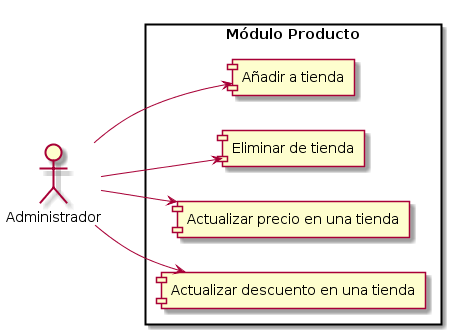 Módulo Producto
Añadir a tienda
Eliminar de tienda
Administrador
Actualizar precio en una tienda
Actualizar descuento en una tienda